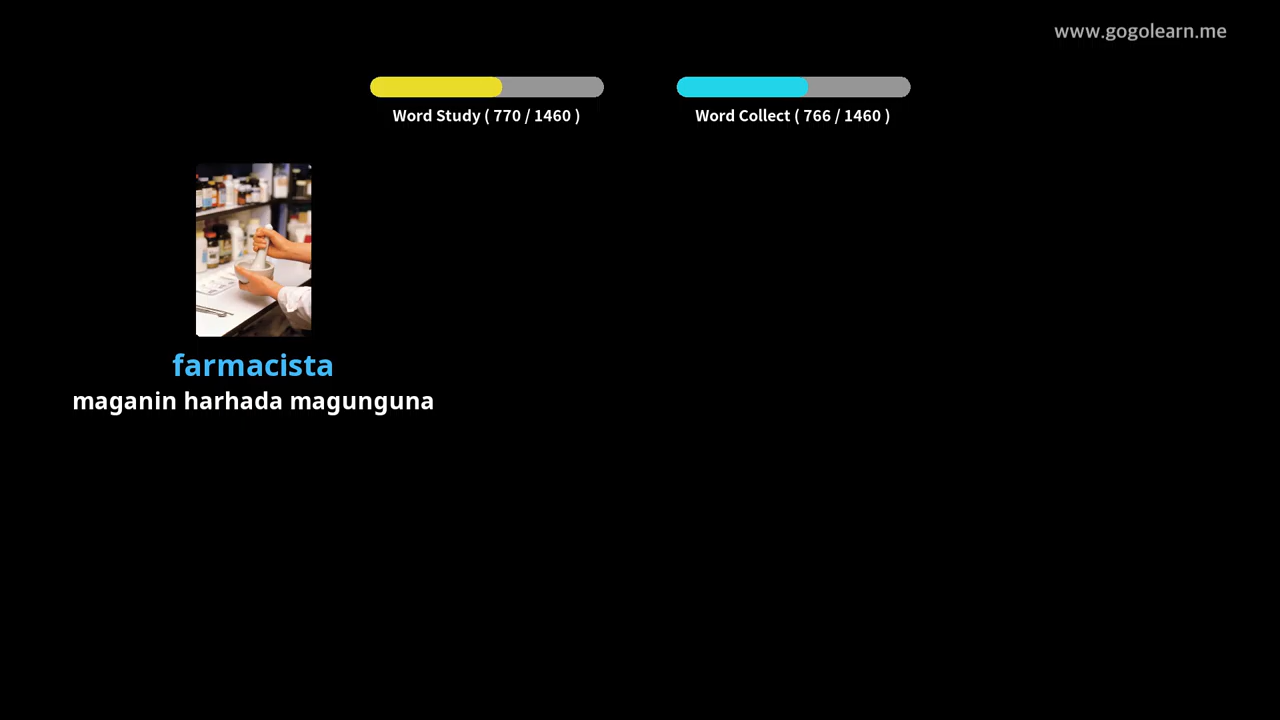 www.gogolearn.me
Word Study ( 770 / 1460 )
Word Collect ( 766 / 1460 )
farmacista
maganin harhada magunguna